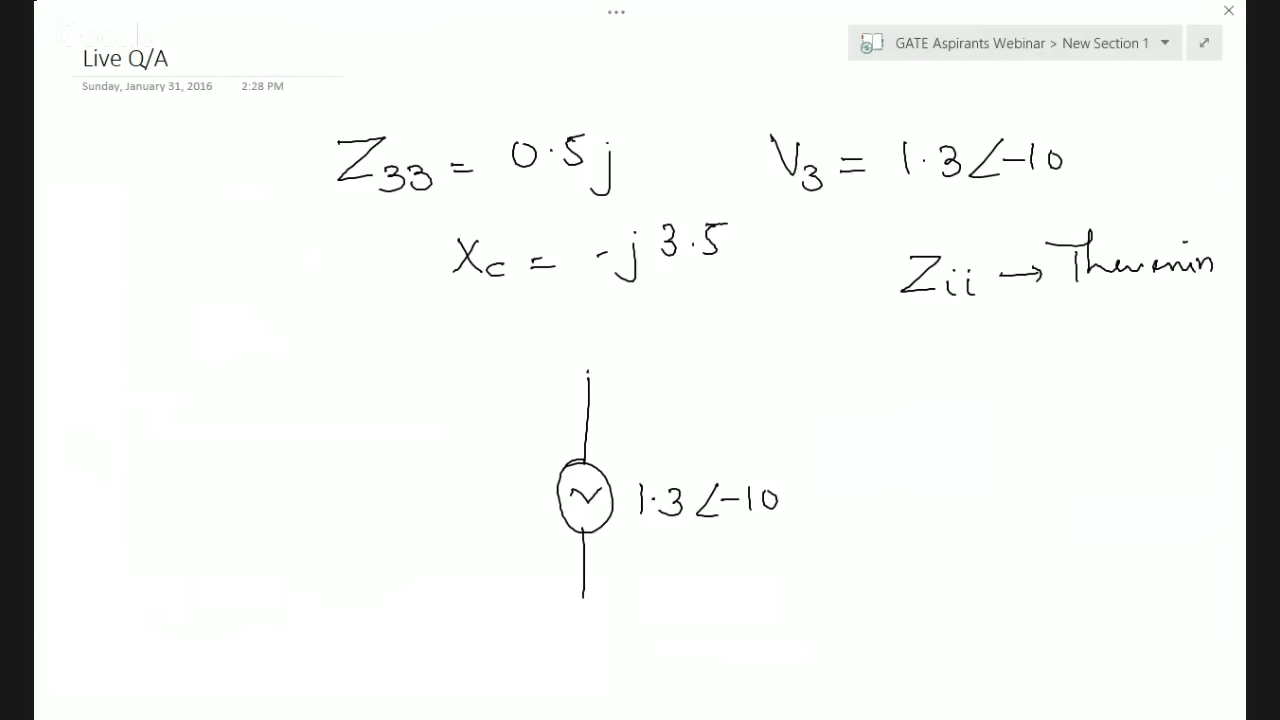 Live Q/A
Sunday, January 31, 2016 2:28 PM
GATE Aspirants Webinar > New Section 1
Z33 = 0.5j
V3 = 1.3∠-10
Xc = -j 3.5
Zii → Thevenin
1.3∠-10